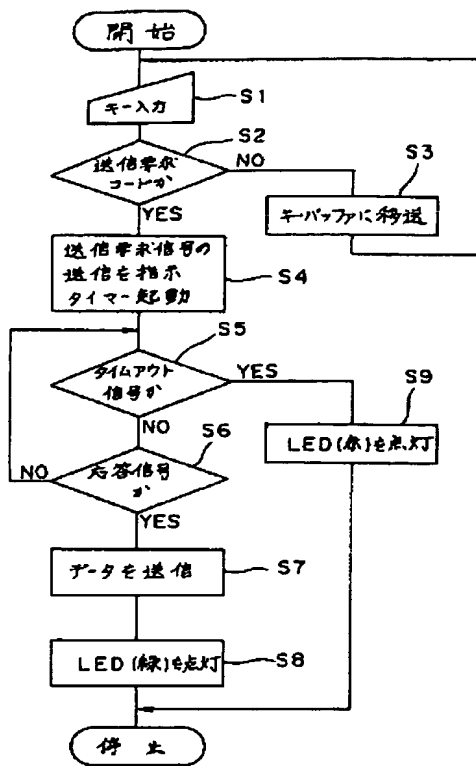 開始
キー入力
S1
送信要求
コードか
S2
NO
YES
S3
キーバッファに移送
送信要求信号の
送信を指示
タイマー起動
S4
タイムアウト
信号か
S5
YES
NO
S9
LED(赤)を点灯
応答信号
か
S6
NO
YES
データを送信
S7
LED(緑)を点灯
S8
停止